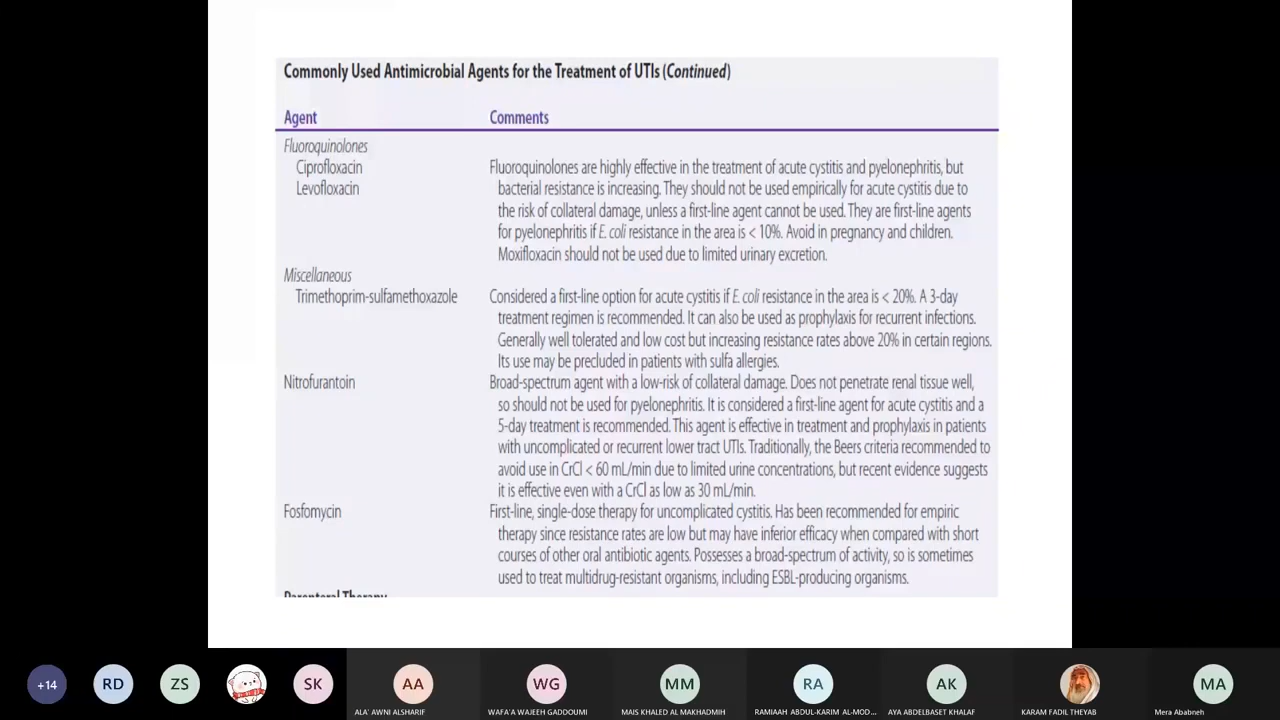 Commonly Used Antimicrobial Agents for the Treatment of UTIs (Continued)
Agent Comments
Fluoroquinolones
Ciprofloxacin Fluoroquinolones are highly effective in the treatment of acute cystitis and pyelonephritis, but
Levofloxacin bacterial resistance is increasing. They should not be used empirically for acute cystitis due to
the risk of collateral damage, unless a first-line agent cannot be used. They are first-line agents
for pyelonephritis if E. coli resistance in the area is < 10%. Avoid in pregnancy and children.
Moxifloxacin should not be used due to limited urinary excretion.
Miscellaneous
Trimethoprim-sulfamethoxazole Considered a first-line option for acute cystitis if E. coli resistance in the area is < 20%. A 3-day
treatment regimen is recommended. It can also be used as prophylaxis for recurrent infections.
Generally well tolerated and low cost but increasing resistance rates above 20% in certain regions.
Its use may be precluded in patients with sulfa allergies.
Nitrofurantoin Broad-spectrum agent with a low-risk of collateral damage. Does not penetrate renal tissue well,
so should not be used for pyelonephritis. It is considered a first-line agent for acute cystitis and a
5-day treatment is recommended. This agent is effective in treatment and prophylaxis in patients
with uncomplicated or recurrent lower tract UTIs. Traditionally, the Beers criteria recommended to
avoid use in CrCl < 60 mL/min due to limited urine concentrations, but recent evidence suggests
it is effective even with a CrCl as low as 30 mL/min.
Fosfomycin First-line, single-dose therapy for uncomplicated cystitis. Has been recommended for empiric
therapy since resistance rates are low but may have inferior efficacy when compared with short
courses of other oral antibiotic agents. Possesses a broad-spectrum of activity, so is sometimes
used to treat multidrug-resistant organisms, including ESBL-producing organisms.
Parenteral Therapy
+14 RD ZS SK AA WG MM RA AK MA
ALA' AWNI ALSHARIF WAFA'A WAJEEH GADDOUMI MAIS KHALED AL MAKHADMIH RAMIAAH ABDUL-KARIM AL-MOD... AYA ABDELBASET KHALAF KARAM FADIL THEYAB Mera Ababneh